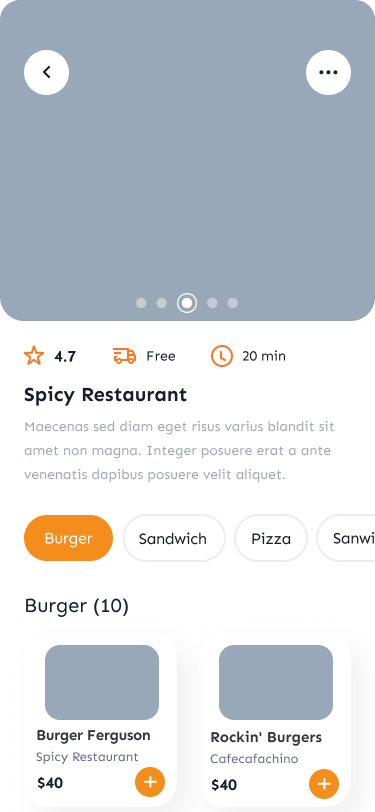 4.7 Free 20 min
Spicy Restaurant
Maecenas sed diam eget risus varius blandit sit
amet non magna. Integer posuere erat a ante
venenatis dapibus posuere velit aliquet.
Burger Sandwich Pizza Sanwi
Burger (10)
Burger Ferguson
Spicy Restaurant
$40
Rockin' Burgers
Cafecafachino
$40